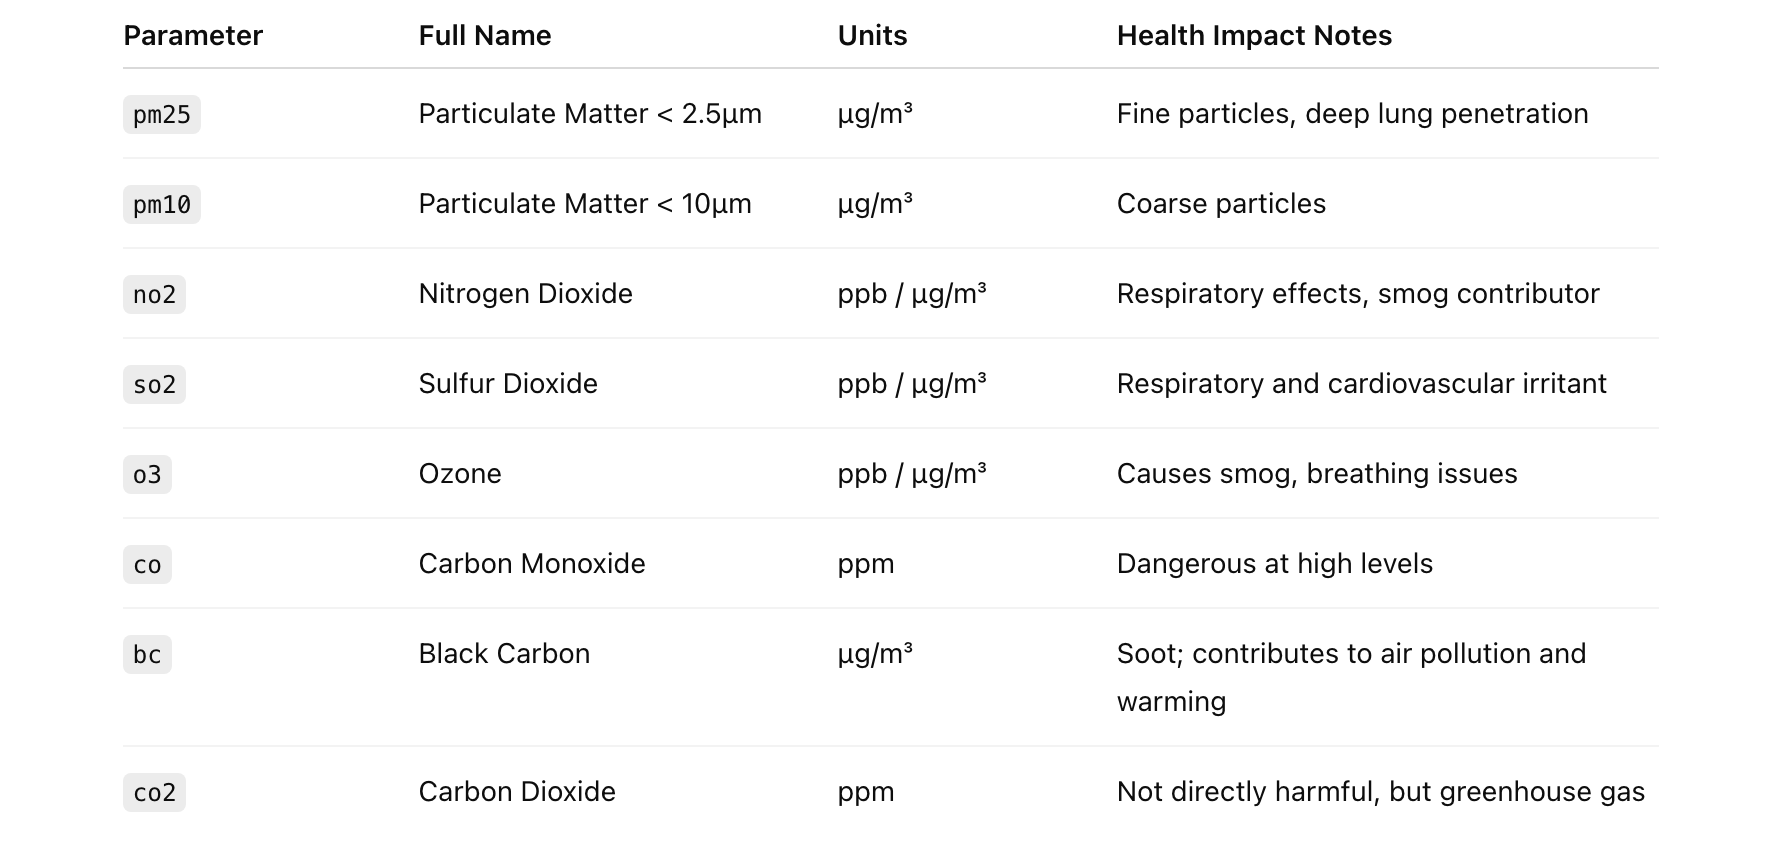 Parameter Full Name Units Health Impact Notes
pm25 Particulate Matter < 2.5μm μg/m³ Fine particles, deep lung penetration
pm10 Particulate Matter < 10μm μg/m³ Coarse particles
no2 Nitrogen Dioxide ppb / μg/m³ Respiratory effects, smog contributor
so2 Sulfur Dioxide ppb / μg/m³ Respiratory and cardiovascular irritant
o3 Ozone ppb / μg/m³ Causes smog, breathing issues
co Carbon Monoxide ppm Dangerous at high levels
bc Black Carbon μg/m³ Soot; contributes to air pollution and
warming
co2 Carbon Dioxide ppm Not directly harmful, but greenhouse gas